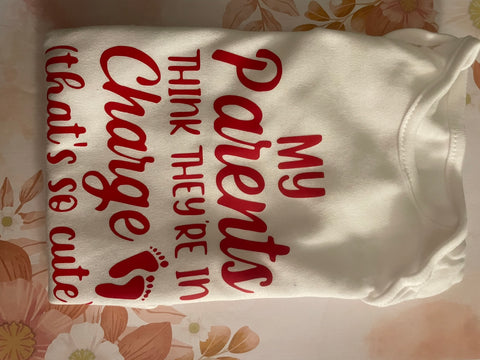 My
Parents
THINK THEY'RE IN
Charge
(that's so cute